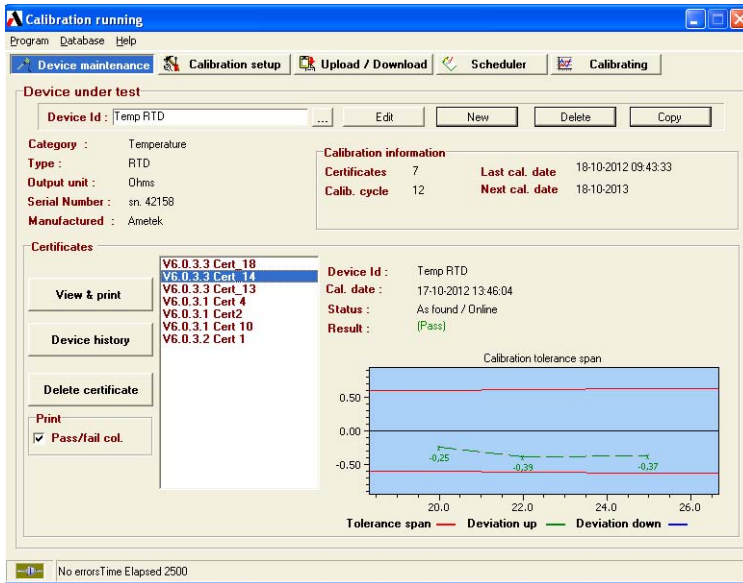 Calibration running
Program Database Help
Device maintenance Calibration setup Upload / Download Scheduler Calibrating
Device under test
Device Id : Temp RTD ... Edit New Delete Copy
Category : Temperature
Type : RTD
Output unit : Ohms
Serial Number : sn. 42158
Manufactured : Ametek
Calibration information
Certificates 7 Last cal. date 18-10-2012 09:43:33
Calib. cycle 12 Next cal. date 18-10-2013
Certificates
View & print
Device history
Delete certificate
Print
Pass/fail col.
V6.0.3.3 Cert_18
V6.0.3.3 Cert_14
V6.0.3.3 Cert_13
V6.0.3.1 Cert 4
V6.0.3.1 Cert2
V6.0.3.1 Cert 10
V6.0.3.2 Cert 1
Device Id : Temp RTD
Cal. date : 17-10-2012 13:46:04
Status : As found / Online
Result : (Pass)
Calibration tolerance span
0.50
0.00
-0.50
-0,25
-0,39
-0,37
20.0 22.0 24.0 26.0
Tolerance span Deviation up Deviation down
No errorsTime Elapsed 2500